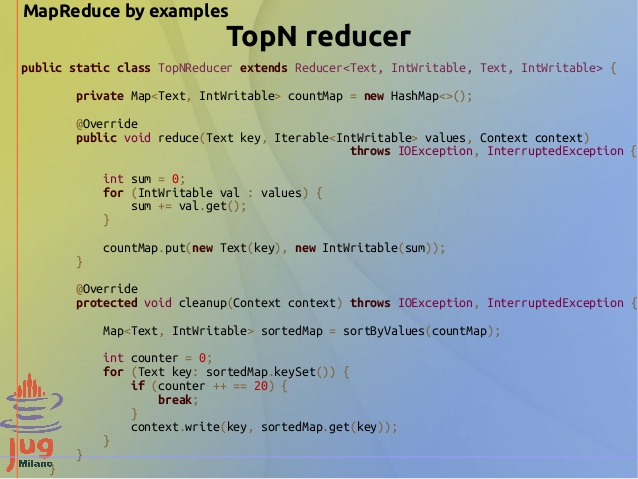 MapReduce by examples
TopN reducer
public static class TopNReducer extends Reducer<Text, IntWritable, Text, IntWritable> {
private Map<Text, IntWritable> countMap = new HashMap<>();
@Override
public void reduce(Text key, Iterable<IntWritable> values, Context context)
throws IOException, InterruptedException {
int sum = 0;
for (IntWritable val : values) {
sum += val.get();
}
countMap.put(new Text(key), new IntWritable(sum));
}
@Override
protected void cleanup(Context context) throws IOException, InterruptedException {
Map<Text, IntWritable> sortedMap = sortByValues(countMap);
int counter = 0;
for (Text key: sortedMap.keySet()) {
if (counter ++ == 20) {
break;
}
context.write(key, sortedMap.get(key));
}
}
}
jug
Milano